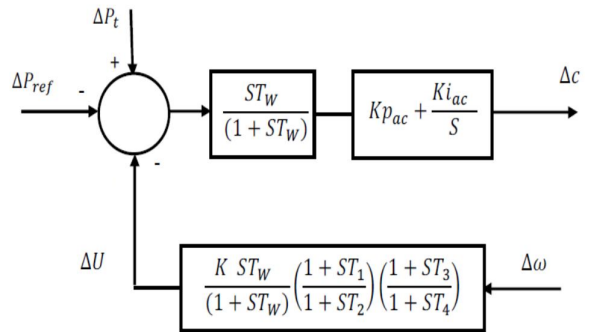 ΔP_t
+
ΔP_ref
-
ST_W / (1 + ST_W)
Kp_ac + Ki_ac / S
Δc
-
ΔU
K ST_W / (1 + ST_W) ((1 + ST_1) / (1 + ST_2)) ((1 + ST_3) / (1 + ST_4))
Δω